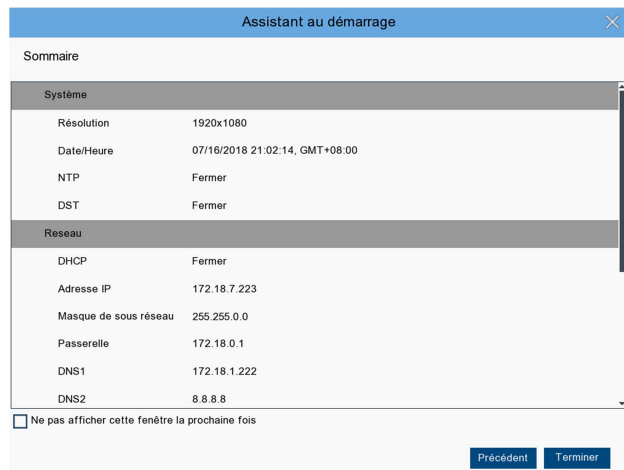 Assistant au démarrage
Sommaire
Système
Résolution 1920x1080
Date/Heure 07/16/2018 21:02:14, GMT+08:00
NTP Fermer
DST Fermer
Reseau
DHCP Fermer
Adresse IP 172.18.7.223
Masque de sous réseau 255.255.0.0
Passerelle 172.18.0.1
DNS1 172.18.1.222
DNS2 8.8.8.8
Ne pas afficher cette fenêtre la prochaine fois
Précédent Terminer